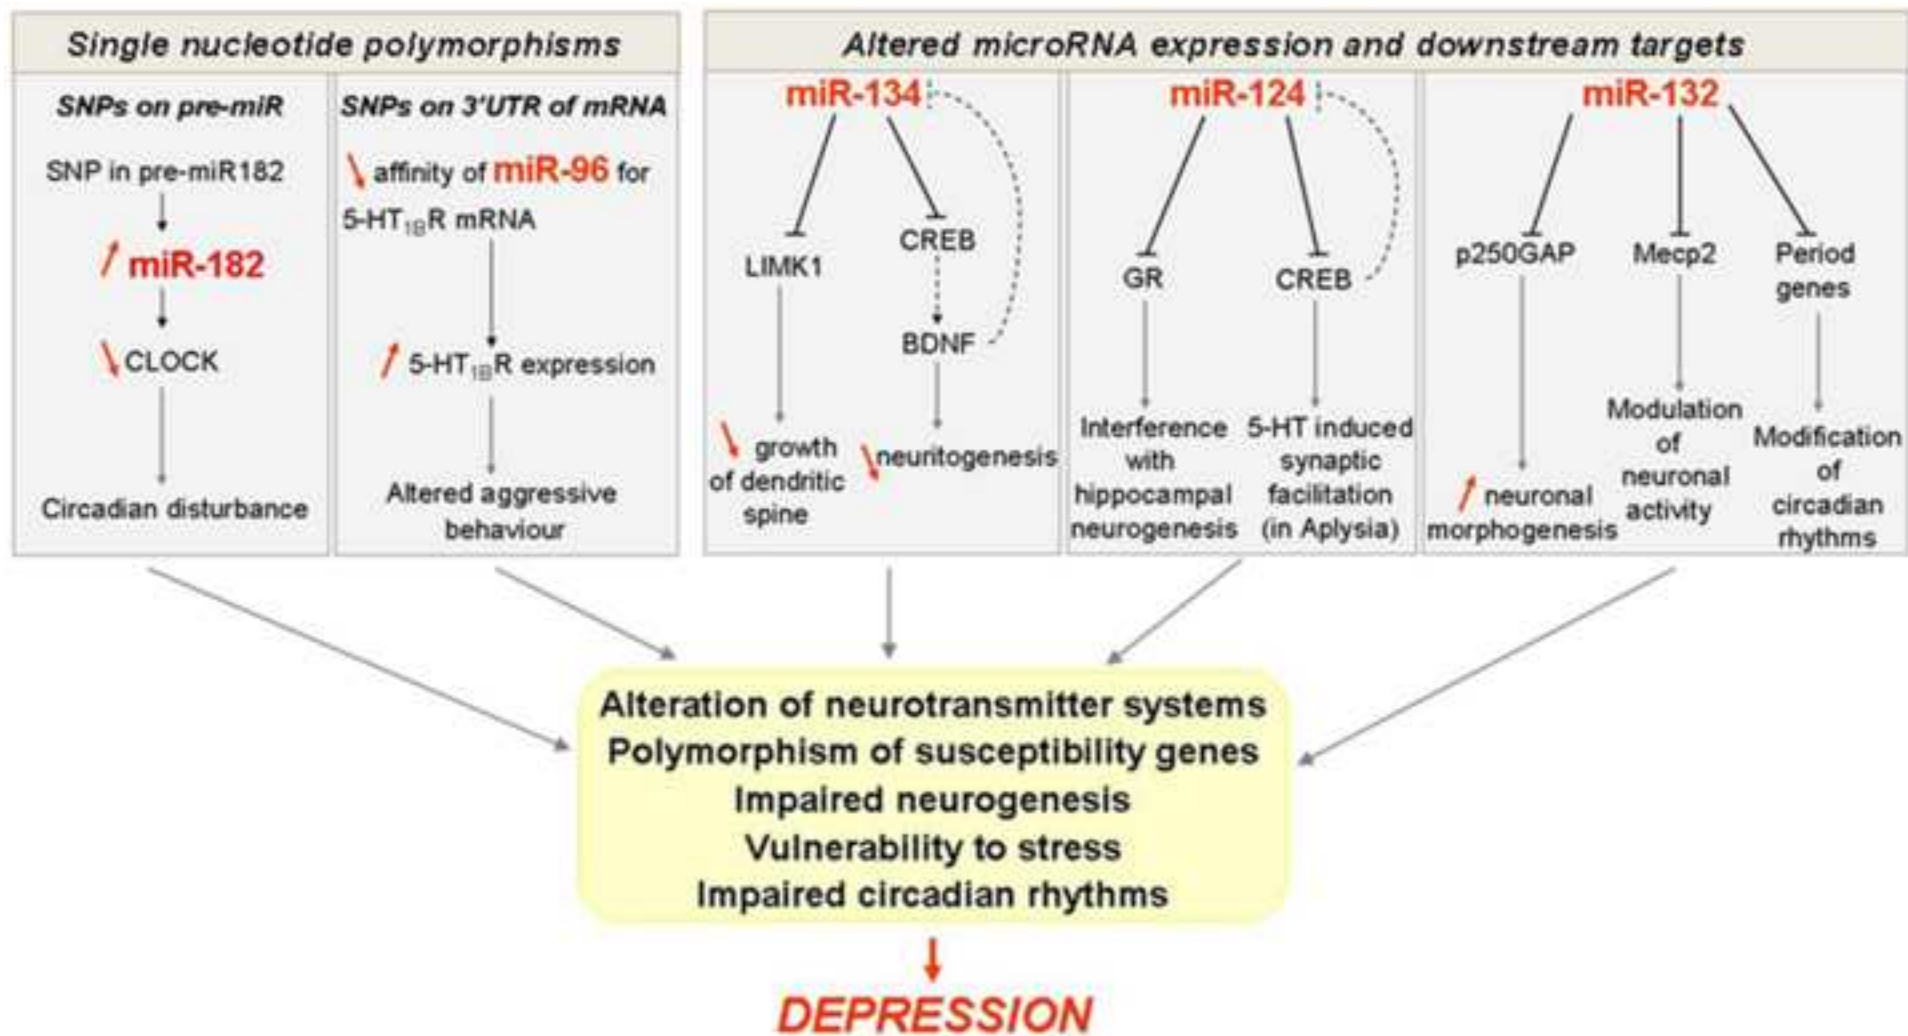 Single nucleotide polymorphisms
SNPs on pre-miR
SNP in pre-miR182
miR-182
CLOCK
Circadian disturbance
SNPs on 3'UTR of mRNA
affinity of miR-96 for
5-HT1BR mRNA
5-HT1BR expression
Altered aggressive
behaviour
Altered microRNA expression and downstream targets
miR-134
LIMK1
growth
of dendritic
spine
CREB
BDNF
neuritogenesis
miR-124
GR
Interference
with
hippocampal
neurogenesis
CREB
5-HT induced
synaptic
facilitation
(in Aplysia)
miR-132
p250GAP
neuronal
morphogenesis
Mecp2
Modulation
of
neuronal
activity
Period
genes
Modification
of
circadian
rhythms
Alteration of neurotransmitter systems
Polymorphism of susceptibility genes
Impaired neurogenesis
Vulnerability to stress
Impaired circadian rhythms
DEPRESSION